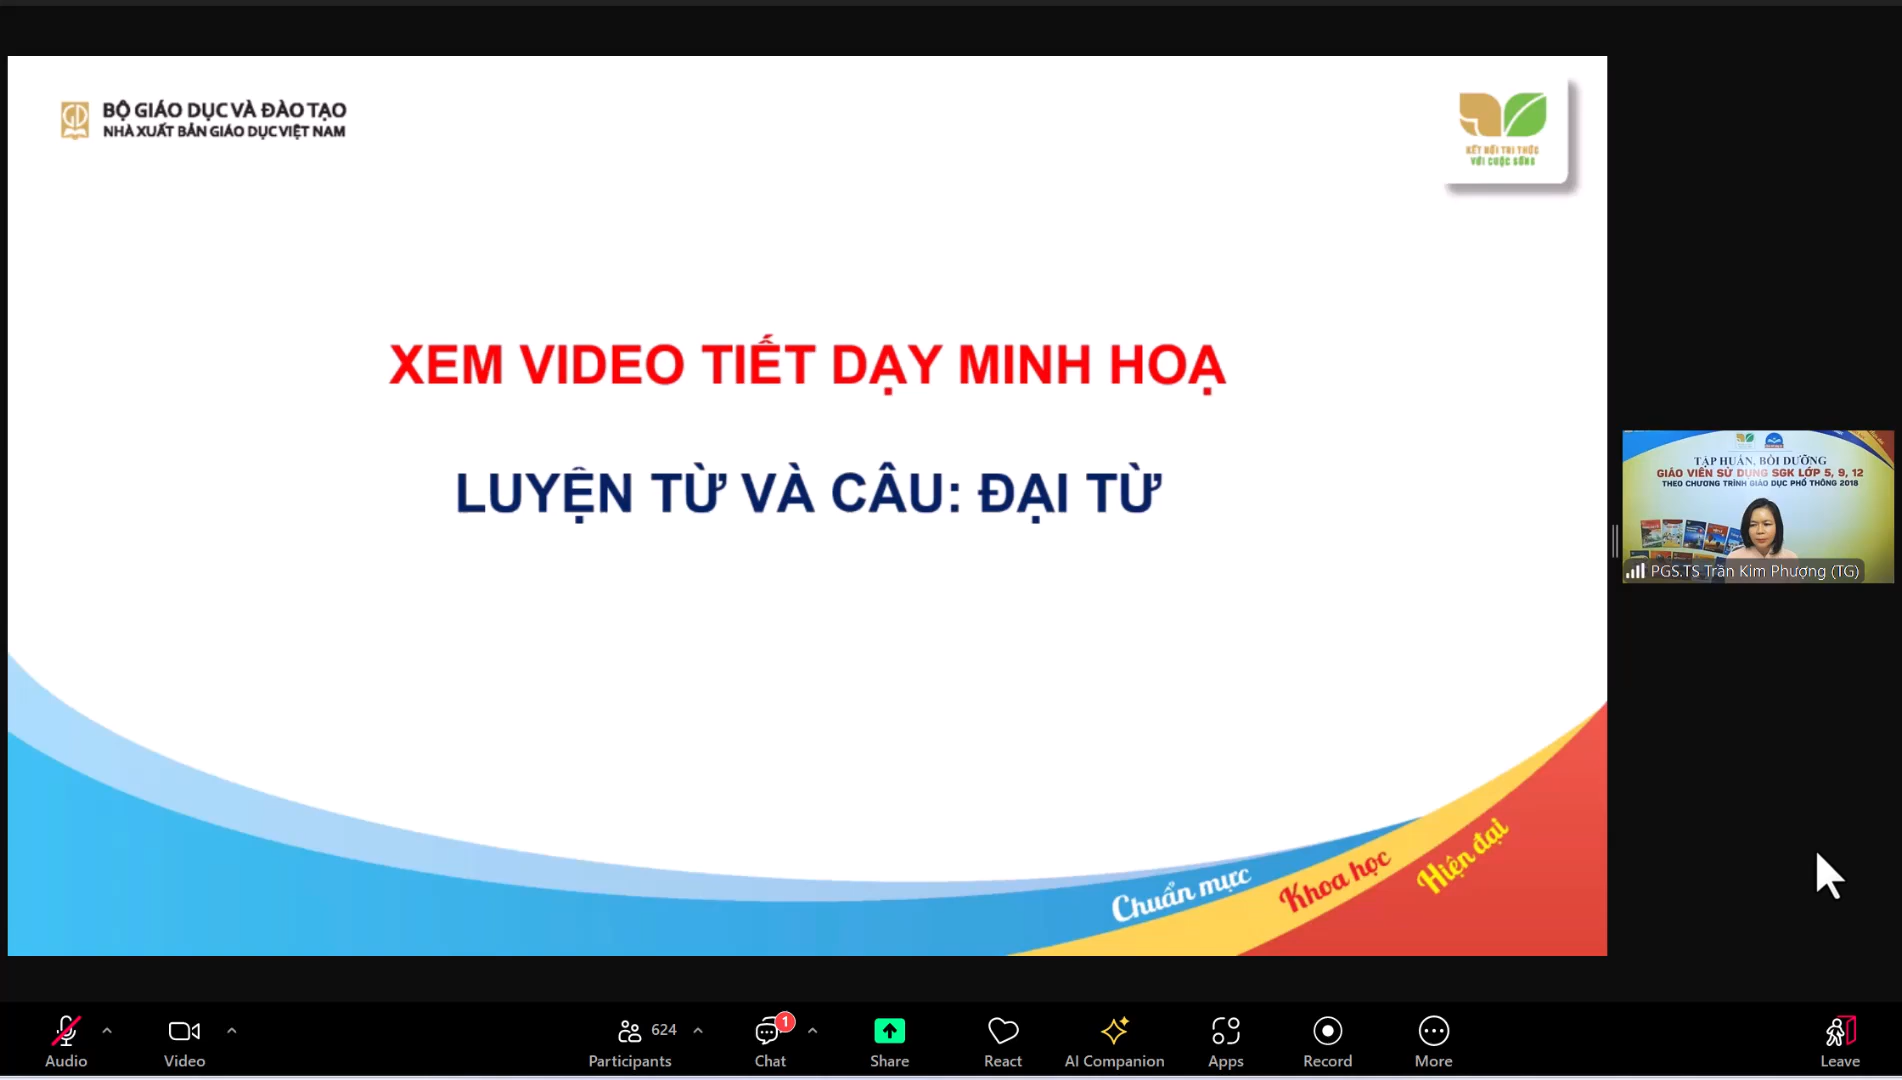 BỘ GIÁO DỤC VÀ ĐÀO TẠO
NHÀ XUẤT BẢN GIÁO DỤC VIỆT NAM
KẾT NỐI TRI THỨC
VỚI CUỘC SỐNG
XEM VIDEO TIẾT DẠY MINH HOẠ
LUYỆN TỪ VÀ CÂU: ĐẠI TỪ
Chuẩn mực
Khoa học
Hiện đại
TẬP HUẤN, BỒI DƯỠNG
GIÁO VIÊN SỬ DỤNG SGK LỚP 5, 9, 12
THEO CHƯƠNG TRÌNH GIÁO DỤC PHỔ THÔNG 2018
PGS.TS Trần Kim Phượng (TG)
Audio
Video
624
Participants
1
Chat
Share
React
AI Companion
Apps
Record
More
Leave